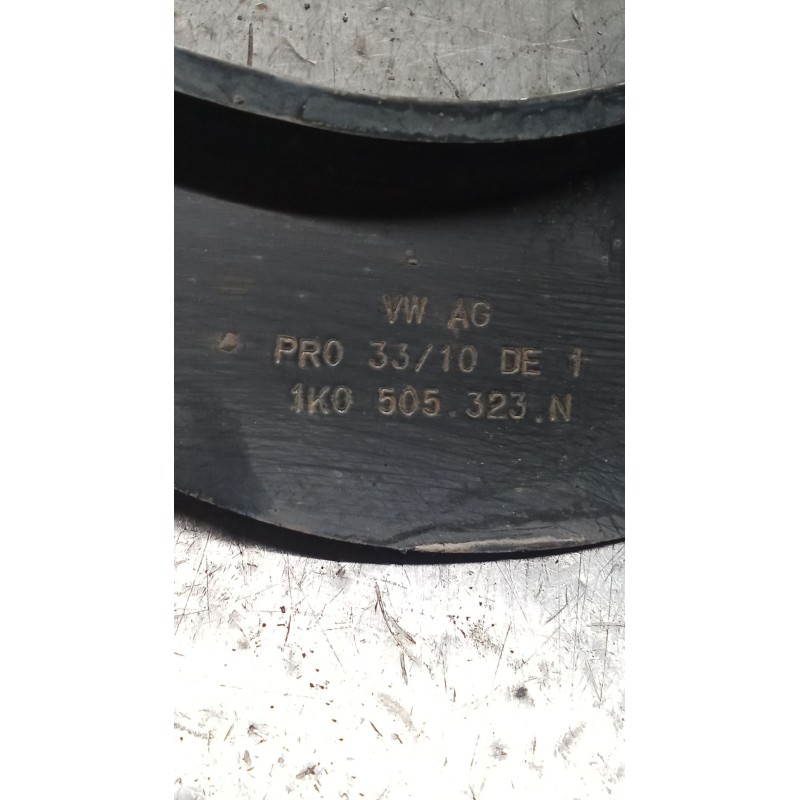 VW AG
PRO 33/10 DE 1
1K0 505.323.N